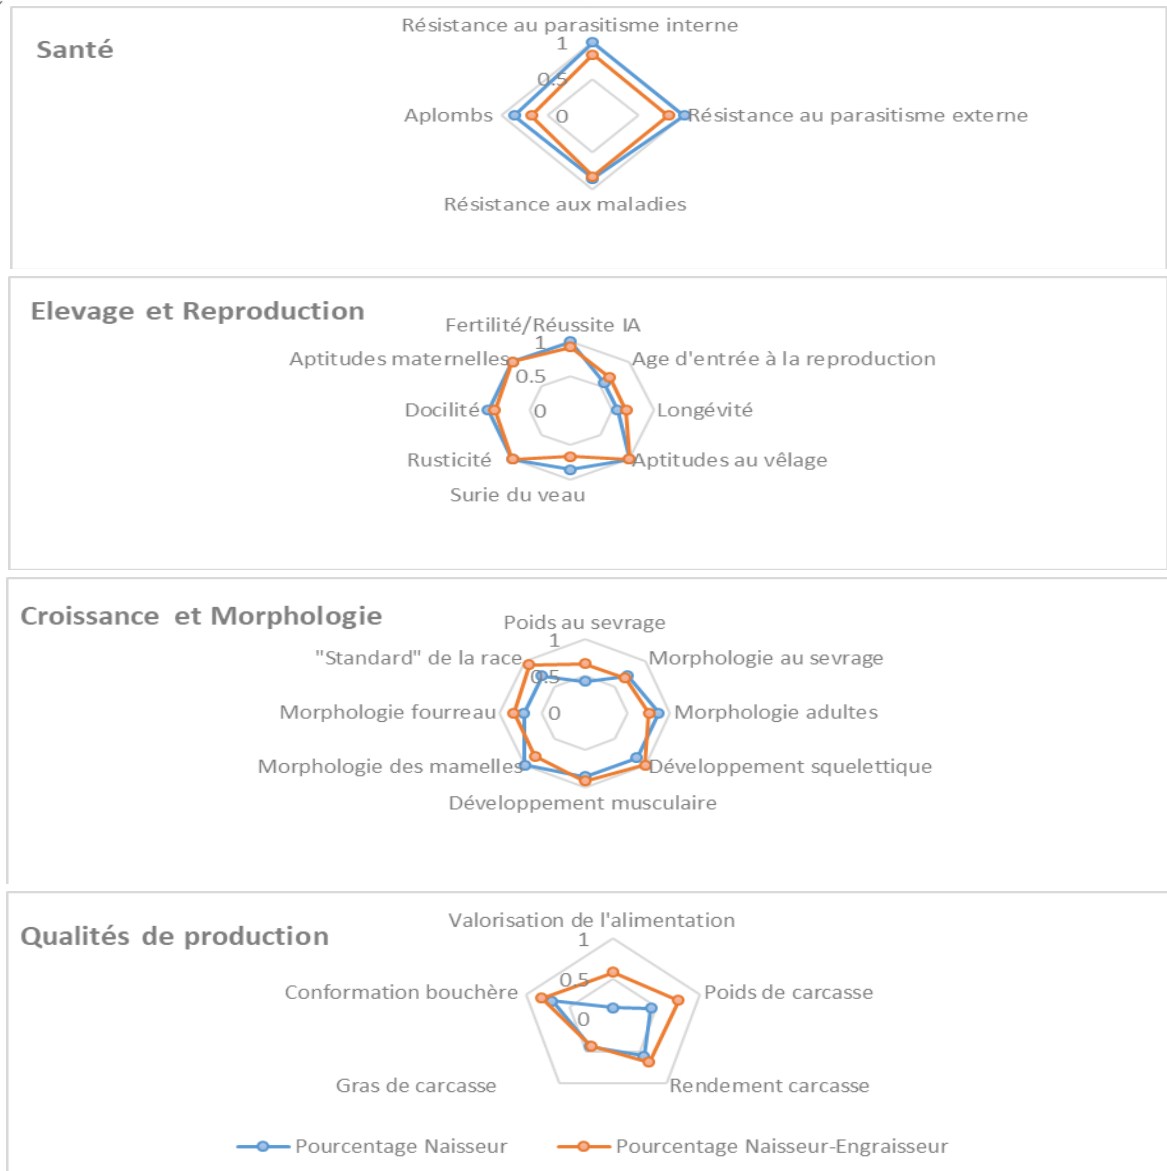 Santé
Résistance au parasitisme interne
1
0.5
Aplombs
0
Résistance au parasitisme externe
Résistance aux maladies
Elevage et Reproduction
Fertilité/Réussite IA
1
Aptitudes maternelles
Age d'entrée à la reproduction
0.5
Docilité
0
Longévité
Rusticité
Aptitudes au vêlage
Surie du veau
Croissance et Morphologie
Poids au sevrage
1
"Standard" de la race
Morphologie au sevrage
0.5
Morphologie fourreau
0
Morphologie adultes
Morphologie des mamelles
Développement squelettique
Développement musculaire
Qualités de production
Valorisation de l'alimentation
1
0.5
Conformation bouchère
Poids de carcasse
0
Gras de carcasse
Rendement carcasse
Pourcentage Naisseur
Pourcentage Naisseur-Engraisseur